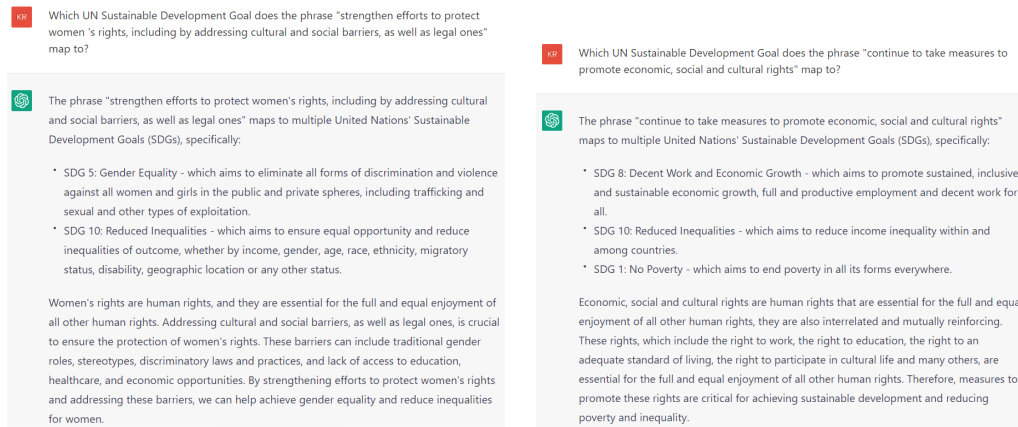 KR
Which UN Sustainable Development Goal does the phrase "strengthen efforts to protect
women 's rights, including by addressing cultural and social barriers, as well as legal ones"
map to?
The phrase "strengthen efforts to protect women's rights, including by addressing cultural
and social barriers, as well as legal ones" maps to multiple United Nations' Sustainable
Development Goals (SDGs), specifically:
• SDG 5: Gender Equality - which aims to eliminate all forms of discrimination and violence
against all women and girls in the public and private spheres, including trafficking and
sexual and other types of exploitation.
• SDG 10: Reduced Inequalities - which aims to ensure equal opportunity and reduce
inequalities of outcome, whether by income, gender, age, race, ethnicity, migratory
status, disability, geographic location or any other status.
Women's rights are human rights, and they are essential for the full and equal enjoyment of
all other human rights. Addressing cultural and social barriers, as well as legal ones, is crucial
to ensure the protection of women's rights. These barriers can include traditional gender
roles, stereotypes, discriminatory laws and practices, and lack of access to education,
healthcare, and economic opportunities. By strengthening efforts to protect women's rights
and addressing these barriers, we can help achieve gender equality and reduce inequalities
for women.
KR
Which UN Sustainable Development Goal does the phrase "continue to take measures to
promote economic, social and cultural rights" map to?
The phrase "continue to take measures to promote economic, social and cultural rights"
maps to multiple United Nations' Sustainable Development Goals (SDGs), specifically:
• SDG 8: Decent Work and Economic Growth - which aims to promote sustained, inclusive
and sustainable economic growth, full and productive employment and decent work for
all.
• SDG 10: Reduced Inequalities - which aims to reduce income inequality within and
among countries.
• SDG 1: No Poverty - which aims to end poverty in all its forms everywhere.
Economic, social and cultural rights are human rights that are essential for the full and equa
enjoyment of all other human rights, they are also interrelated and mutually reinforcing.
These rights, which include the right to work, the right to education, the right to an
adequate standard of living, the right to participate in cultural life and many others, are
essential for the full and equal enjoyment of all other human rights. Therefore, measures to
promote these rights are critical for achieving sustainable development and reducing
poverty and inequality.